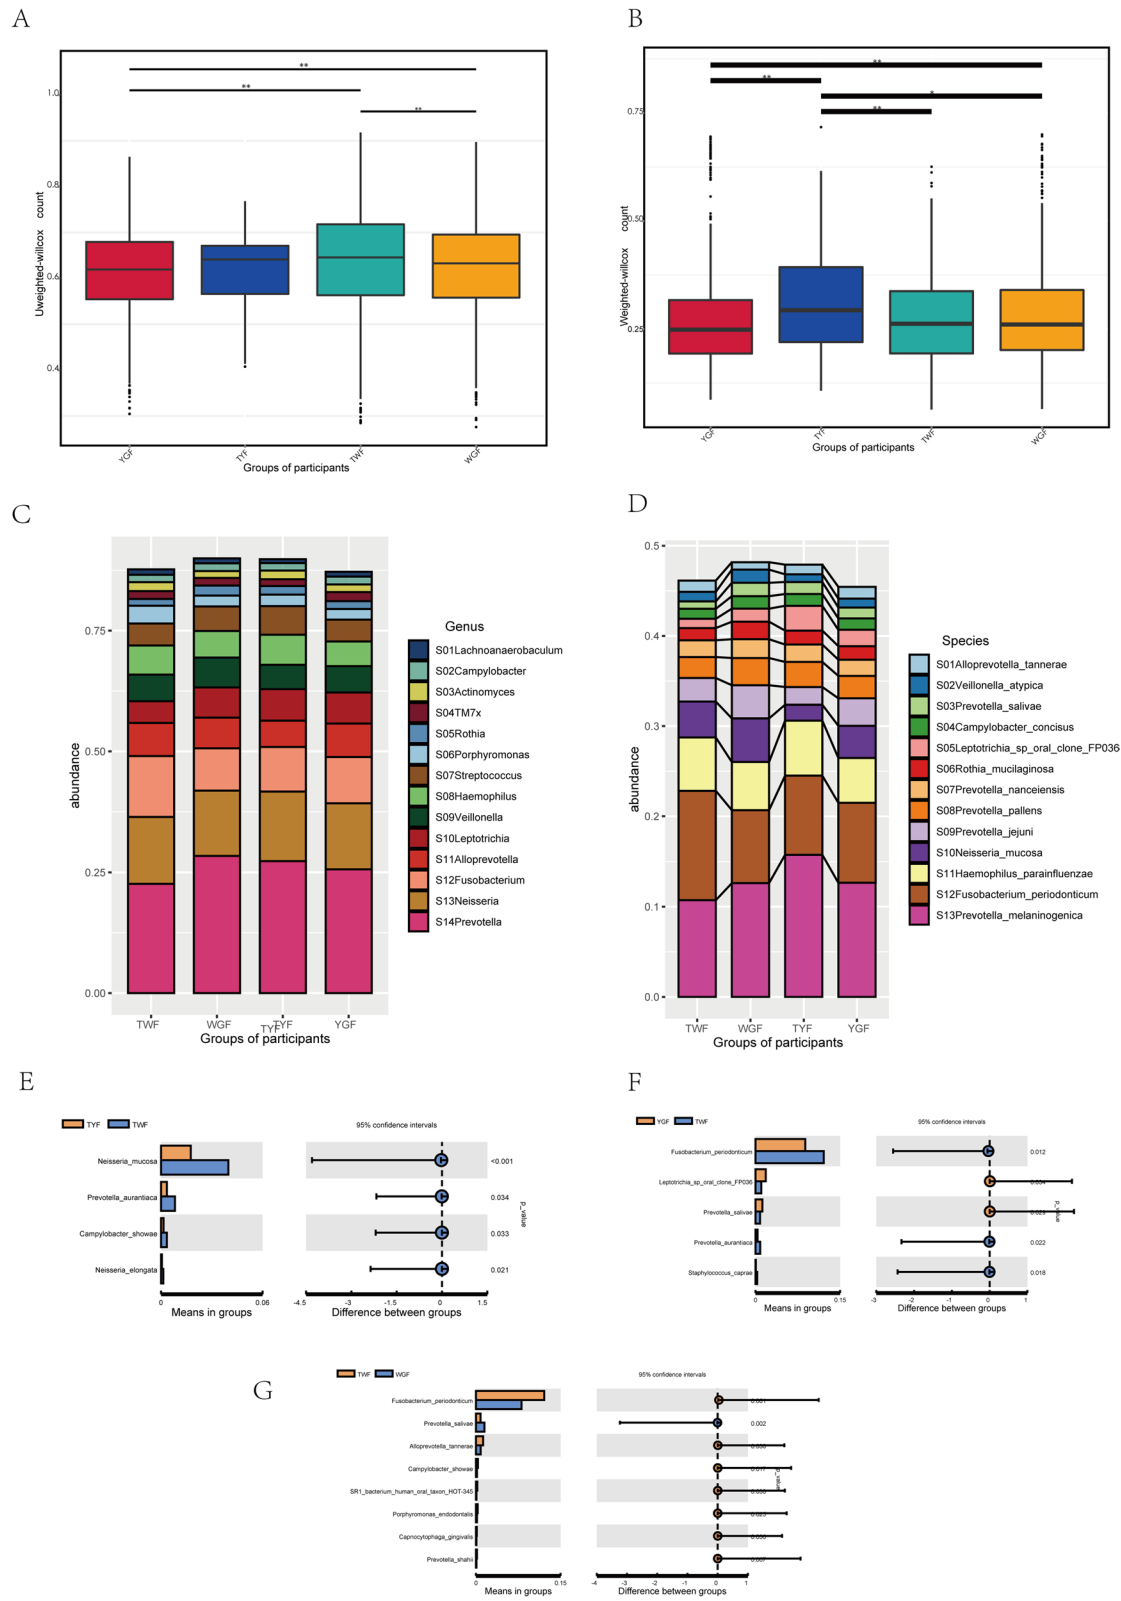 A
**
**
**
1.0
0.8
0.6
0.4
Uweighted-willcox count
YGF
TYF
TWF
WGF
Groups of participants
B
**
**
*
**
0.75
0.50
0.25
Weighted-willcox count
YGF
TYF
TWF
WGF
Groups of participants
C
0.75
0.50
0.25
0.00
abundance
TWF
WGF
TYF
TYF
YGF
Groups of participants
Genus
S01Lachnoanaerobaculum
S02Campylobacter
S03Actinomyces
S04TM7x
S05Rothia
S06Porphyromonas
S07Streptococcus
S08Haemophilus
S09Veillonella
S10Leptotrichia
S11Alloprevotella
S12Fusobacterium
S13Neisseria
S14Prevotella
D
0.5
0.4
0.3
0.2
0.1
0.0
abundance
TWF
WGF
TYF
YGF
Groups of participants
Species
S01Alloprevotella_tannerae
S02Veillonella_atypica
S03Prevotella_salivae
S04Campylobacter_concisus
S05Leptotrichia_sp_oral_clone_FP036
S06Rothia_mucilaginosa
S07Prevotella_nanceiensis
S08Prevotella_pallens
S09Prevotella_jejuni
S10Neisseria_mucosa
S11Haemophilus_parainfluenzae
S12Fusobacterium_periodonticum
S13Prevotella_melaninogenica
E
TYF TWF
95% confidence intervals
Neisseria_mucosa <0.001
Prevotella_aurantiaca 0.034
Campylobacter_showae 0.033
Neisseria_elongata 0.021
p_value
0 0.06
Means in groups
-4.5 -3 -1.5 0 1.5
Difference between groups
F
YGF TWF
95% confidence intervals
Fusobacterium_periodonticum 0.012
Leptotrichia_sp_oral_clone_FP036
Prevotella_salivae
Prevotella_aurantiaca 0.022
Staphylococcus_caprae 0.018
p_value
0 0.15
Means in groups
-3 -2 -1 0 1
Difference between groups
G
TWF WGF
95% confidence intervals
Fusobacterium_periodonticum
Prevotella_salivae 0.002
Alloprevotella_tannerae
Campylobacter_showae
SR1_bacterium_human_oral_taxon_HOT-345
Porphyromonas_endodontalis
Capnocytophaga_gingivalis
Prevotella_shahii
p_value
0 0.15
Means in groups
-4 -3 -2 -1 0 1
Difference between groups